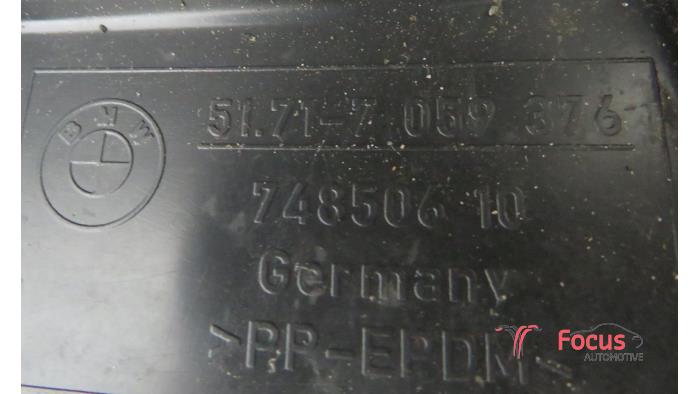 BMW
51.71-7 059 376
748506 10
Germany
>PP-EPDM<
Focus
AUTOMOTIVE